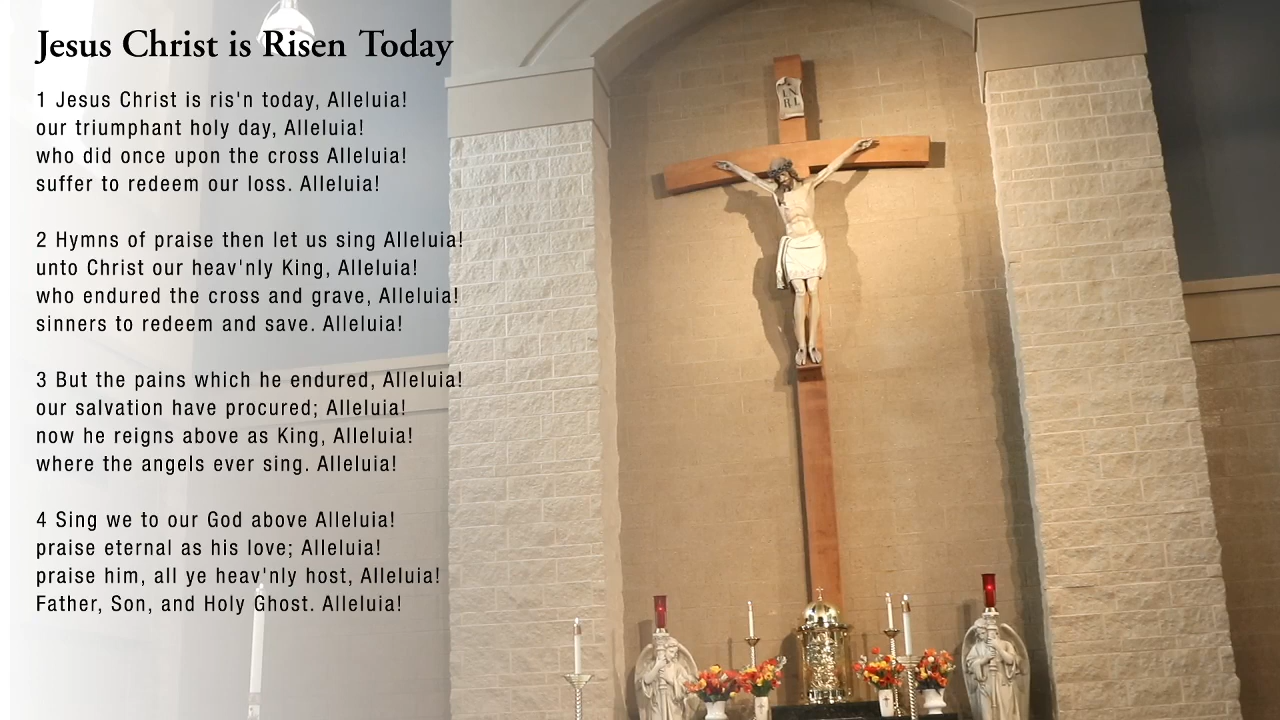 Jesus Christ is Risen Today
1 Jesus Christ is ris'n today, Alleluia!
our triumphant holy day, Alleluia!
who did once upon the cross Alleluia!
suffer to redeem our loss. Alleluia!
2 Hymns of praise then let us sing Alleluia!
unto Christ our heav'nly King, Alleluia!
who endured the cross and grave, Alleluia!
sinners to redeem and save. Alleluia!
3 But the pains which he endured, Alleluia!
our salvation have procured; Alleluia!
now he reigns above as King, Alleluia!
where the angels ever sing. Alleluia!
4 Sing we to our God above Alleluia!
praise eternal as his love; Alleluia!
praise him, all ye heav'nly host, Alleluia!
Father, Son, and Holy Ghost. Alleluia!
IN
RI